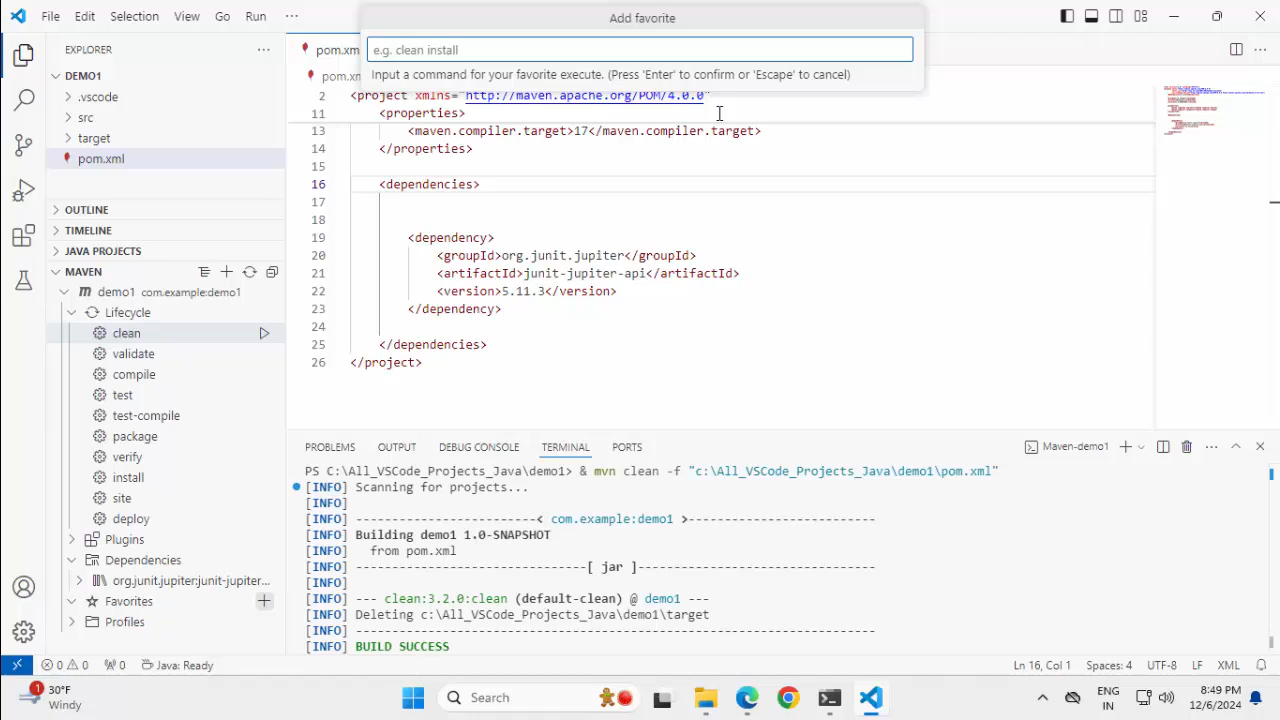 File Edit Selection View Go Run ···
Add favorite
e.g. clean install
Input a command for your favorite execute. (Press 'Enter' to confirm or 'Escape' to cancel)
EXPLORER
DEMO1
.vscode
src
target
pom.xml
OUTLINE
TIMELINE
JAVA PROJECTS
MAVEN
demo1 com.example:demo1
Lifecycle
clean
validate
compile
test
test-compile
package
verify
install
site
deploy
Plugins
Dependencies
org.junit.jupiter:junit-jupiter...
Favorites
Profiles
pom.xm
pom.xm
2 <project xmlns="http://maven.apache.org/POM/4.0.0"
11 <properties>
13 <maven.compiler.target>17</maven.compiler.target>
14 </properties>
15
16 <dependencies>
17
18
19 <dependency>
20 <groupId>org.junit.jupiter</groupId>
21 <artifactId>junit-jupiter-api</artifactId>
22 <version>5.11.3</version>
23 </dependency>
24
25 </dependencies>
26 </project>
PROBLEMS OUTPUT DEBUG CONSOLE TERMINAL PORTS Maven-demo1
PS C:\All_VSCode_Projects_Java\demo1> & mvn clean -f "c:\All_VSCode_Projects_Java\demo1\pom.xml"
[INFO] Scanning for projects...
[INFO]
[INFO] -------------------------< com.example:demo1 >--------------------------
[INFO] Building demo1 1.0-SNAPSHOT
[INFO]   from pom.xml
[INFO] --------------------------------[ jar ]---------------------------------
[INFO]
[INFO] --- clean:3.2.0:clean (default-clean) @ demo1 ---
[INFO] Deleting c:\All_VSCode_Projects_Java\demo1\target
[INFO] ------------------------------------------------------------------------
[INFO] BUILD SUCCESS
0 0 0 Java: Ready Ln 16, Col 1 Spaces: 4 UTF-8 LF XML
1 30°F
Windy
Search
ENG
IN
8:49 PM
12/6/2024